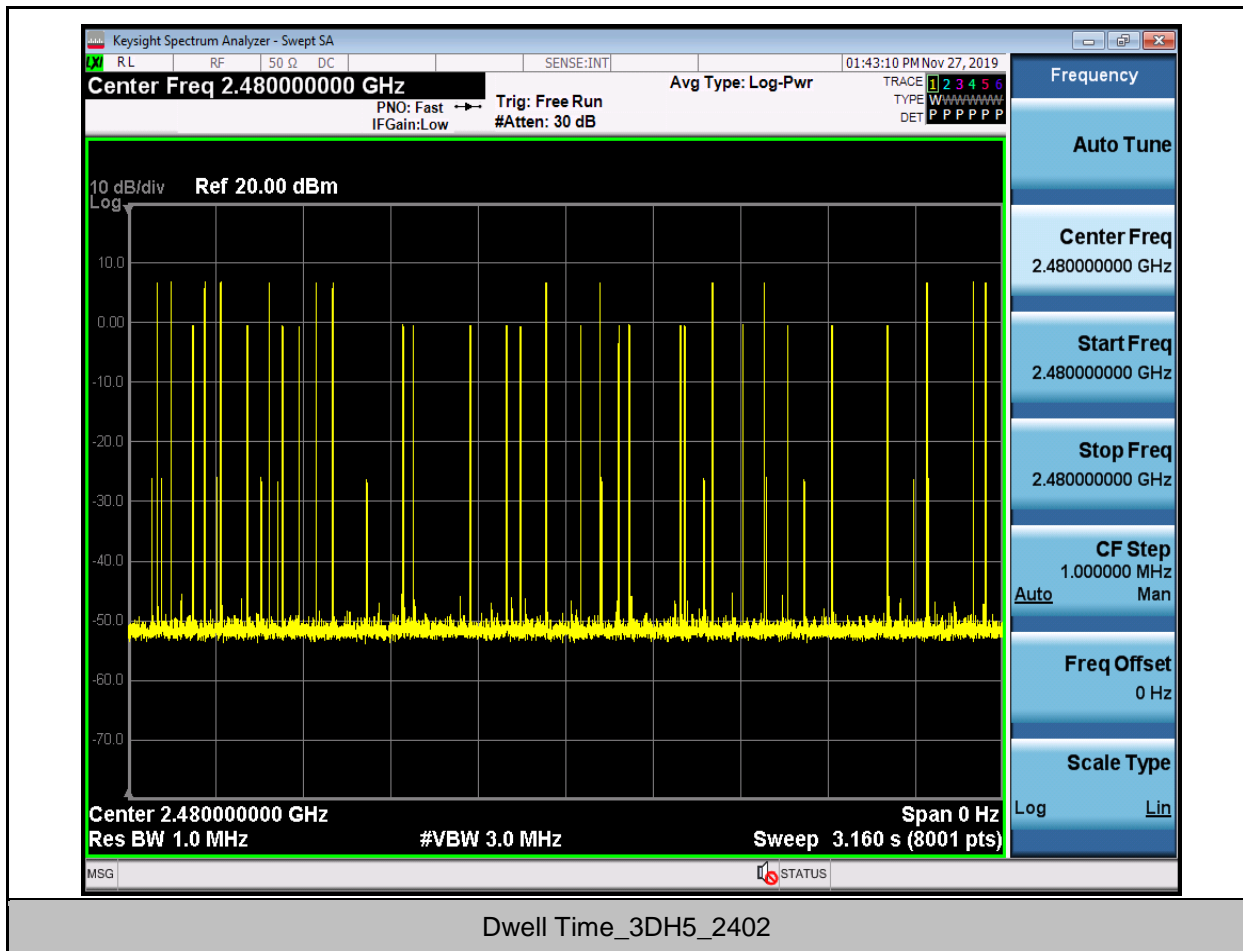 Keysight Spectrum Analyzer - Swept SA
LXI RL RF 50 Ω DC SENSE:INT 01:43:10 PM Nov 27, 2019
Center Freq 2.480000000 GHz
PNO: Fast
IFGain:Low
Trig: Free Run
#Atten: 30 dB
Avg Type: Log-Pwr
TRACE 1 2 3 4 5 6
TYPE WWWWWW
DET P P P P P P
10 dB/div Ref 20.00 dBm
Log
10.0
0.00
-10.0
-20.0
-30.0
-40.0
-50.0
-60.0
-70.0
Center 2.480000000 GHz Span 0 Hz
Res BW 1.0 MHz #VBW 3.0 MHz Sweep 3.160 s (8001 pts)
MSG STATUS
Frequency
Auto Tune
Center Freq
2.480000000 GHz
Start Freq
2.480000000 GHz
Stop Freq
2.480000000 GHz
CF Step
1.000000 MHz
Auto Man
Freq Offset
0 Hz
Scale Type
Log Lin
Dwell Time_3DH5_2402